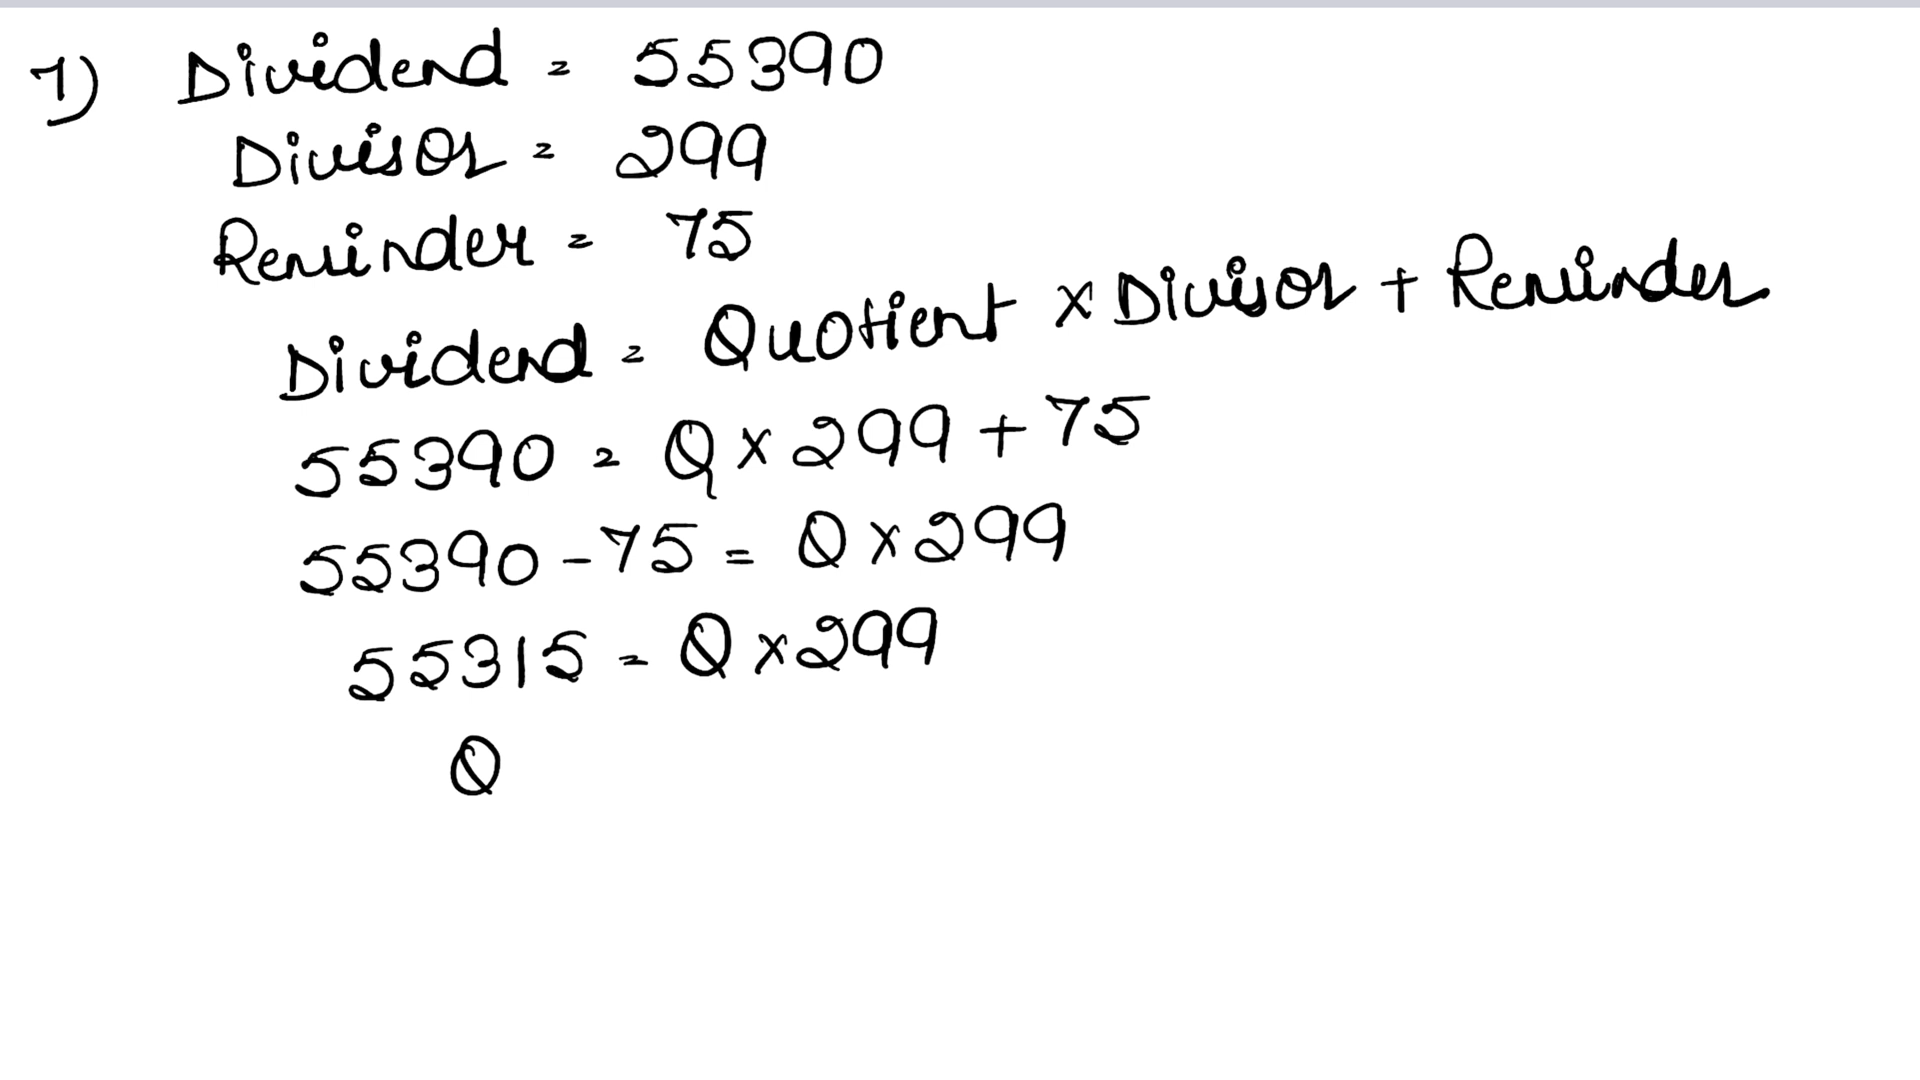 7) Dividend = 55390
Divisor = 299
Reminder = 75
Dividend = Quotient × Divisor + Reminder
55390 = Q × 299 + 75
55390 - 75 = Q × 299
55315 = Q × 299
Q